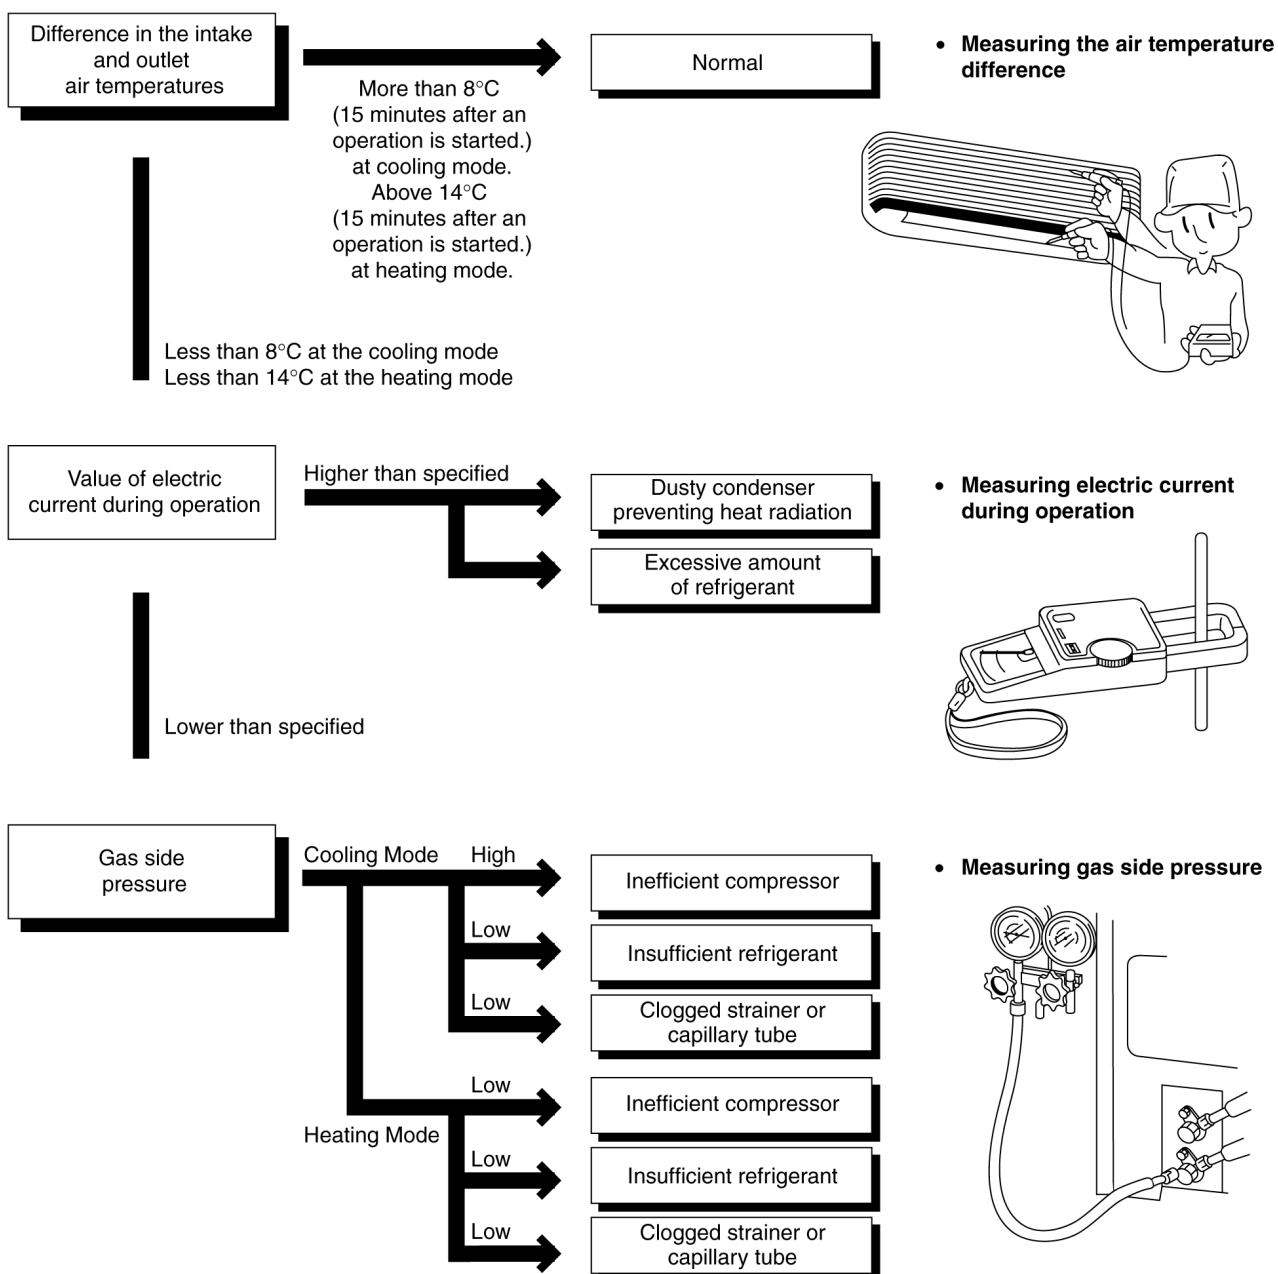 Difference in the intake
and outlet
air temperatures
More than 8°C
(15 minutes after an
operation is started.)
at cooling mode.
Above 14°C
(15 minutes after an
operation is started.)
at heating mode.
Normal
• Measuring the air temperature
difference
Less than 8°C at the cooling mode
Less than 14°C at the heating mode
Value of electric
current during operation
Higher than specified
Dusty condenser
preventing heat radiation
Excessive amount
of refrigerant
• Measuring electric current
during operation
Lower than specified
Gas side
pressure
Cooling Mode
High
Inefficient compressor
Low
Insufficient refrigerant
Low
Clogged strainer or
capillary tube
Heating Mode
Low
Inefficient compressor
Low
Insufficient refrigerant
Low
Clogged strainer or
capillary tube
• Measuring gas side pressure